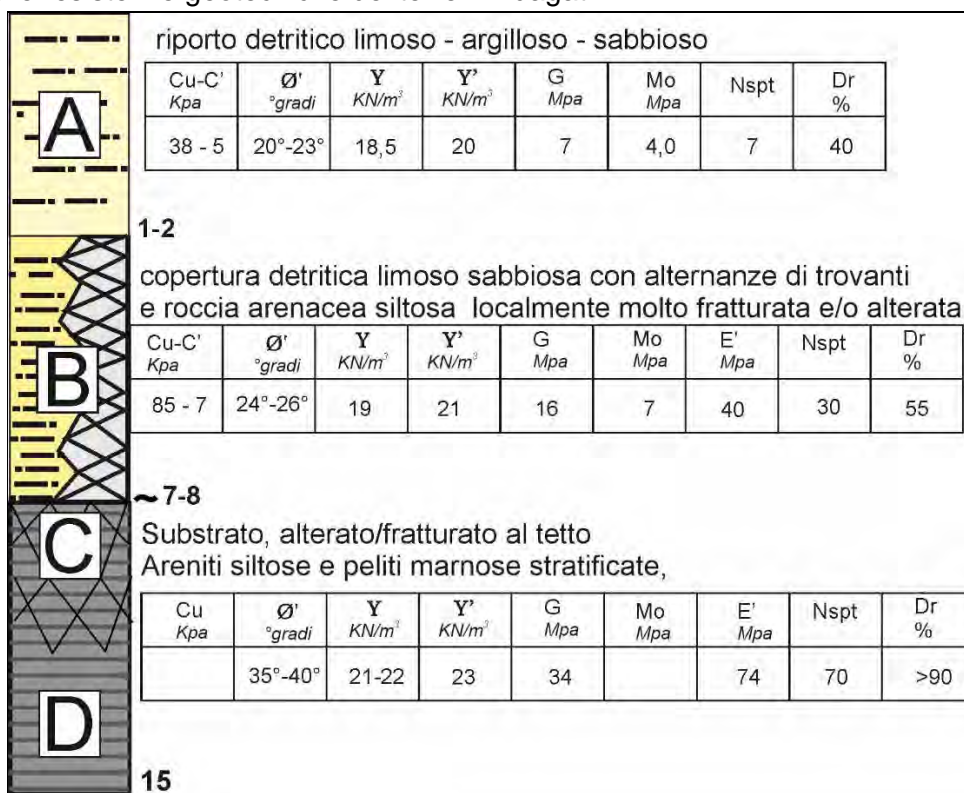 riporto detritico limoso - argilloso - sabbioso
Cu-C' Ø' Y Y' G Mo Nspt Dr
Kpa °gradi KN/m³ KN/m³ Mpa Mpa %
38 - 5 20°-23° 18,5 20 7 4,0 7 40
A
1-2
copertura detritica limoso sabbiosa con alternanze di trovanti
e roccia arenacea siltosa localmente molto fratturata e/o alterata
Cu-C' Ø' Y Y' G Mo E' Nspt Dr
Kpa °gradi KN/m³ KN/m³ Mpa Mpa Mpa %
85 - 7 24°-26° 19 21 16 7 40 30 55
B
~ 7-8
C
Substrato, alterato/fratturato al tetto
Areniti siltose e peliti marnose stratificate,
Cu Ø' Y Y' G Mo E' Nspt Dr
Kpa °gradi KN/m³ KN/m³ Mpa Mpa Mpa %
35°-40° 21-22 23 34 74 70 >90
D
15